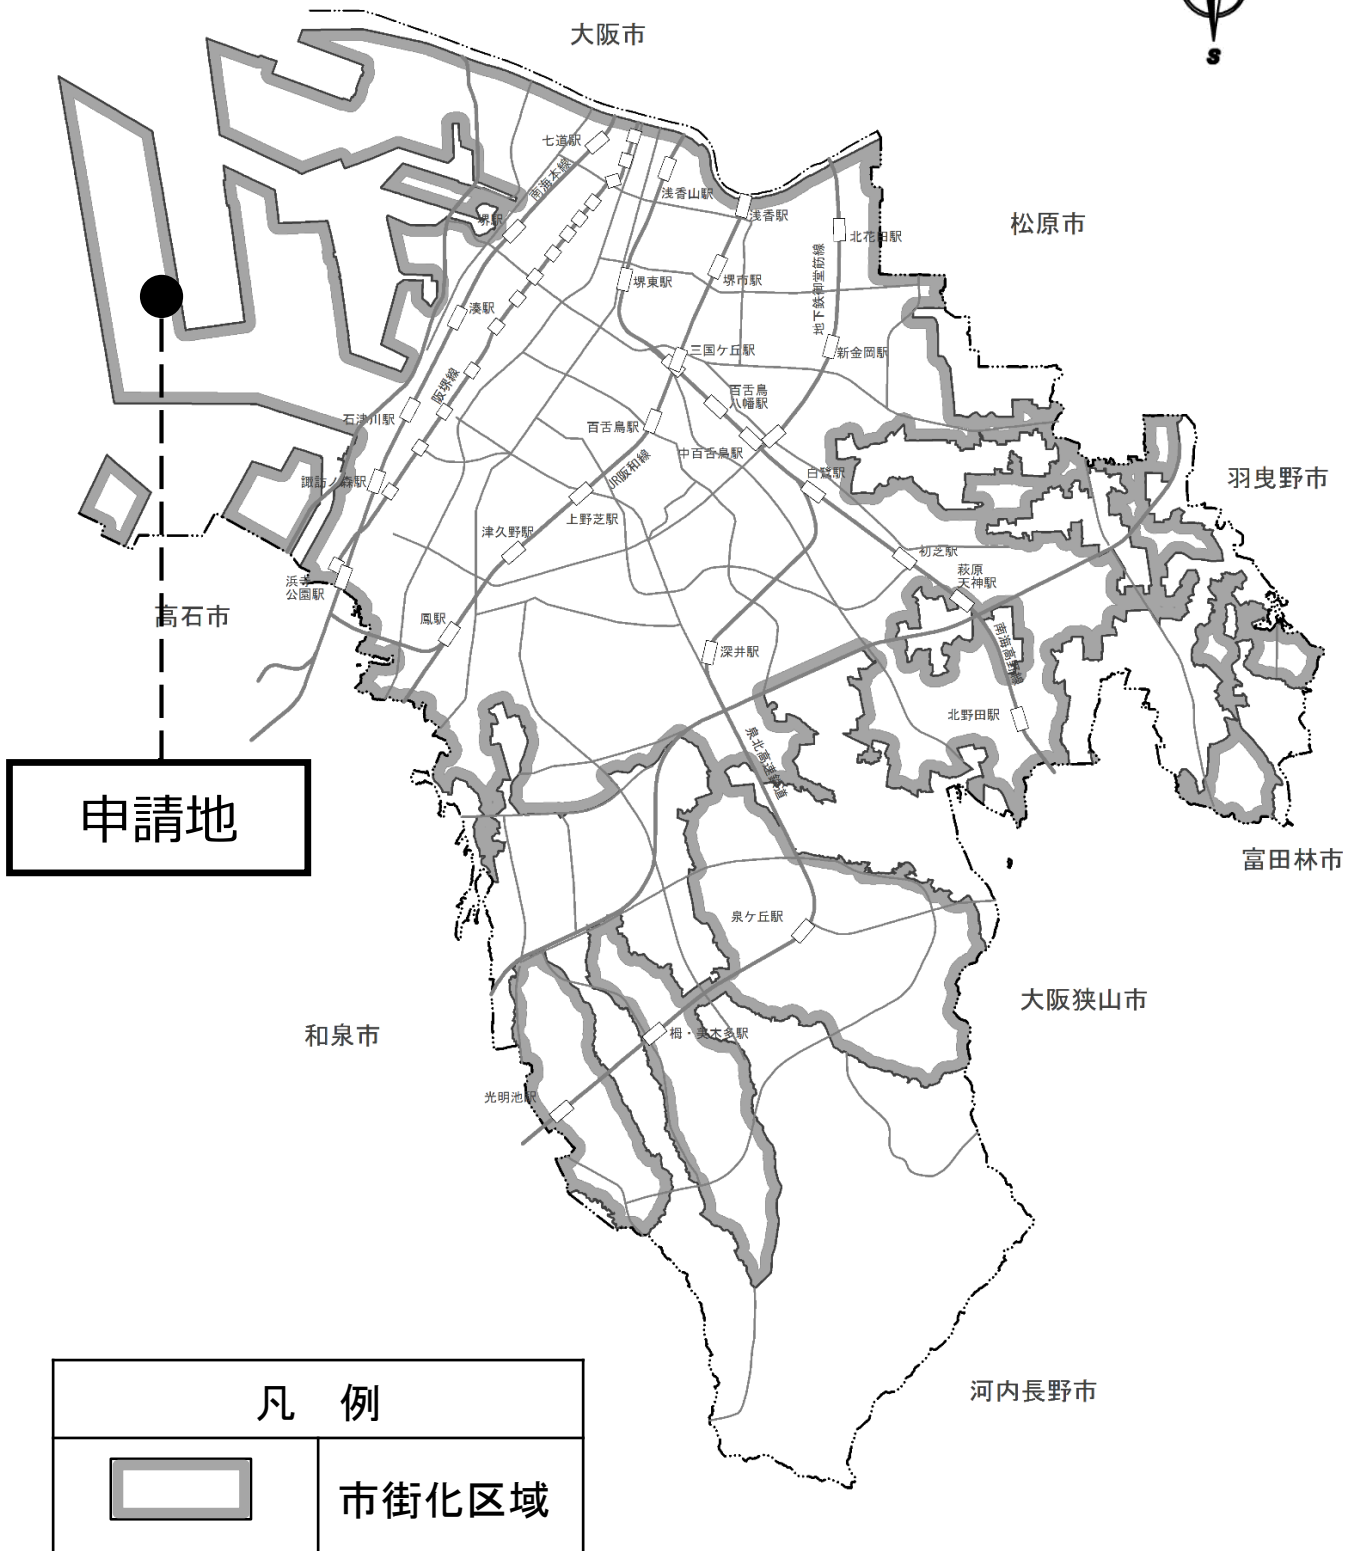 大阪市
S
七道駅
南海本線
浅香山駅
浅香駅
松原市
堺駅
北花田駅
地下鉄御堂筋線
堺東駅
堺市駅
湊駅
三国ケ丘駅
新金岡駅
阪堺線
百舌鳥
八幡駅
石津川駅
百舌鳥駅
中百舌鳥駅
JR阪和線
白鷺駅
羽曳野市
諏訪ノ森駅
上野芝駅
津久野駅
初芝駅
萩原
天神駅
浜寺
公園駅
高石市
鳳駅
南海高野線
深井駅
北野田駅
泉北高速鉄道
申請地
富田林市
泉ケ丘駅
大阪狭山市
和泉市
栂・美木多駅
光明池駅
河内長野市
凡 例
市街化区域